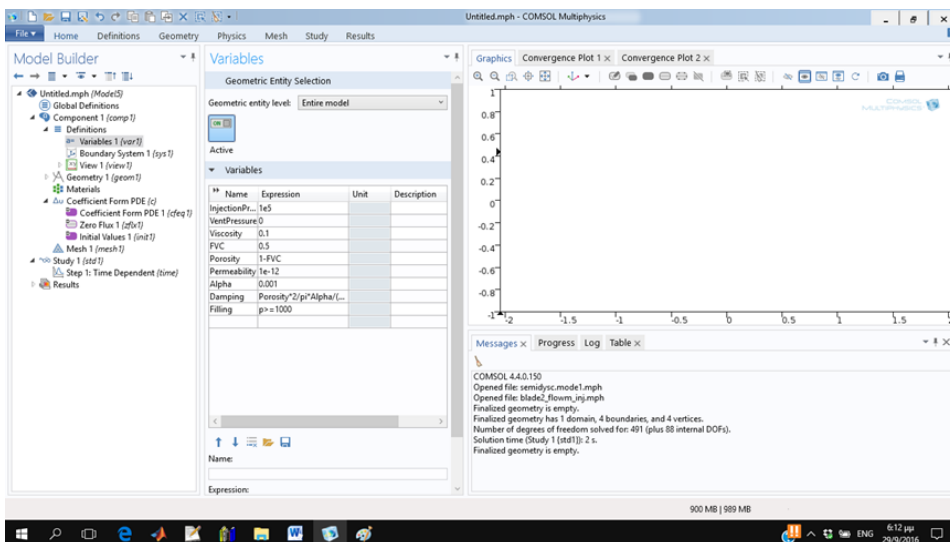 Untitled.mph - COMSOL Multiphysics
File Home Definitions Geometry Physics Mesh Study Results
Model Builder
Untitled.mph (Model5)
Global Definitions
Component 1 (comp1)
Definitions
a= Variables 1 (var1)
Boundary System 1 (sys1)
View 1 (view1)
Geometry 1 (geom1)
Materials
Δu Coefficient Form PDE (c)
Coefficient Form PDE 1 (cfeq1)
Zero Flux 1 (zflx1)
Initial Values 1 (init1)
Mesh 1 (mesh1)
Study 1 (std1)
Step 1: Time Dependent (time)
Results
Variables
Geometric Entity Selection
Geometric entity level: Entire model
Active
Variables
Name Expression Unit Description
InjectionPr... 1e5
VentPressure 0
Viscosity 0.1
FVC 0.5
Porosity 1-FVC
Permeability 1e-12
Alpha 0.001
Damping Porosity*2/pi*Alpha/(...
Filling p>=1000
Name:
Expression:
Graphics Convergence Plot 1 × Convergence Plot 2 ×
COMSOL
MULTIPHYSICS
1
0.8
0.6
0.4
0.2
0
-0.2
-0.4
-0.6
-0.8
-1
-2 -1.5 -1 -0.5 0 0.5 1 1.5
Messages × Progress Log Table ×
COMSOL 4.4.0.150
Opened file: semidysc.mode1.mph
Opened file: blade2_flowm_inj.mph
Finalized geometry is empty.
Finalized geometry has 1 domain, 4 boundaries, and 4 vertices.
Number of degrees of freedom solved for: 491 (plus 88 internal DOFs).
Solution time (Study 1 (std1)): 2 s.
Finalized geometry is empty.
900 MB | 989 MB
ENG
6:12 μμ
29/9/2016